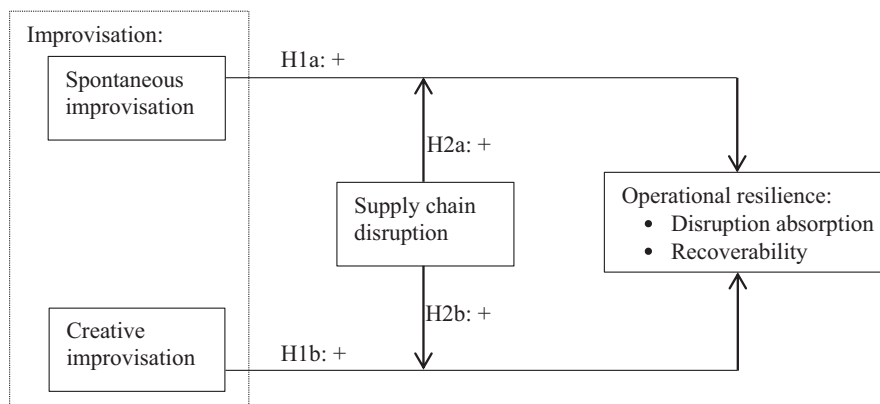 Improvisation:
Spontaneous
improvisation
H1a: +
H2a: +
Supply chain
disruption
Operational resilience:
• Disruption absorption
• Recoverability
H2b: +
Creative
improvisation
H1b: +